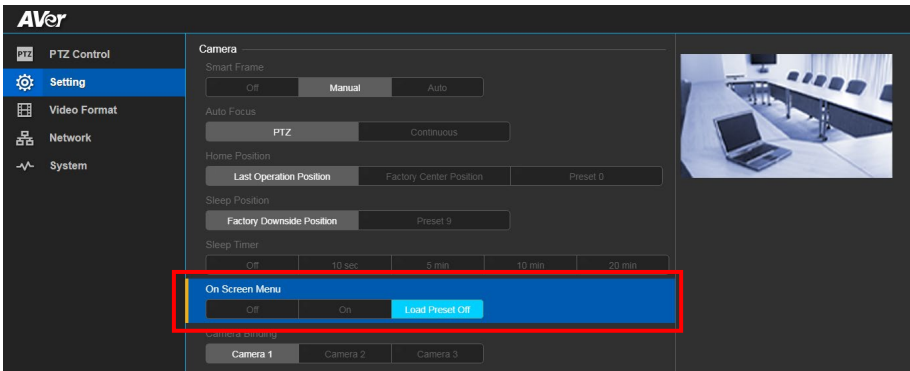 AVer
PTZ PTZ Control
Setting
Video Format
Network
System
Camera
Smart Frame
Off Manual Auto
Auto Focus
PTZ Continuous
Home Position
Last Operation Position Factory Center Position Preset 0
Sleep Position
Factory Downside Position Preset 9
Sleep Timer
Off 10 sec 5 min 10 min 20 min
On Screen Menu
Off On Load Preset Off
Camera Binding
Camera 1 Camera 2 Camera 3